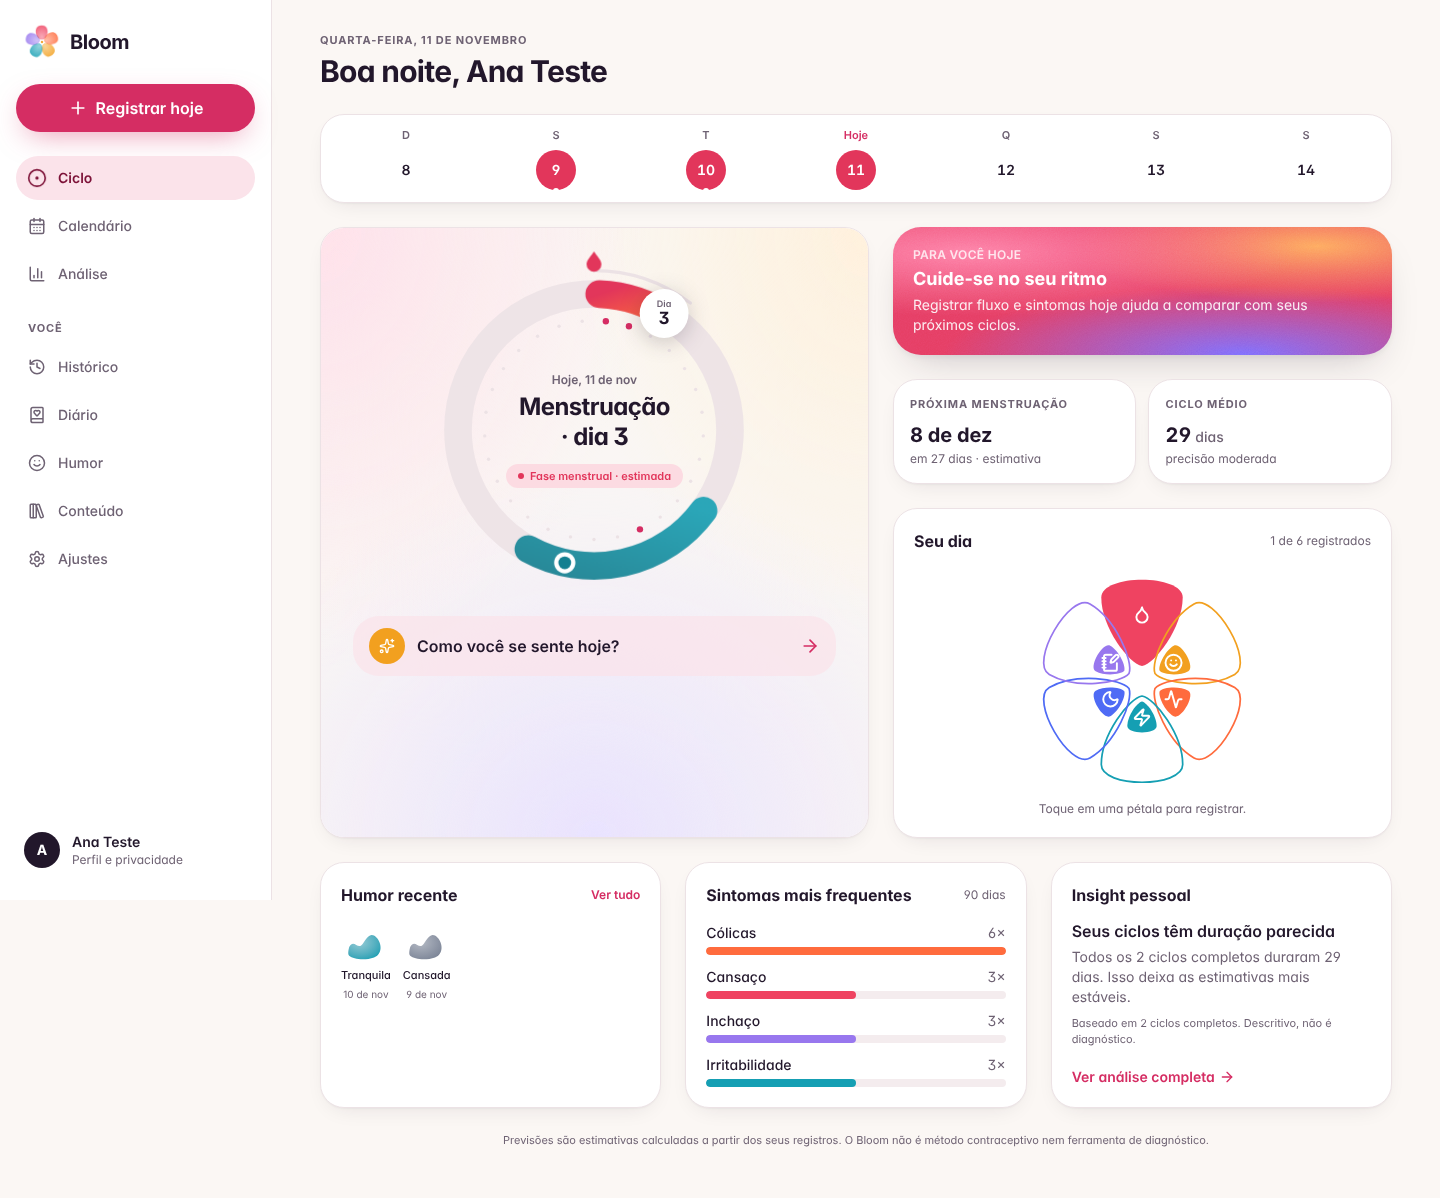 Bloom
Registrar hoje
Ciclo
Calendário
Análise
VOCÊ
Histórico
Diário
Humor
Conteúdo
Ajustes
A
Ana Teste
Perfil e privacidade
QUARTA-FEIRA, 11 DE NOVEMBRO
Boa noite, Ana Teste
D S T Hoje Q S S
8 9 10 11 12 13 14
Dia
3
Hoje, 11 de nov
Menstruação
· dia 3
Fase menstrual · estimada
Como você se sente hoje?
PARA VOCÊ HOJE
Cuide-se no seu ritmo
Registrar fluxo e sintomas hoje ajuda a comparar com seus
próximos ciclos.
PRÓXIMA MENSTRUAÇÃO
8 de dez
em 27 dias · estimativa
CICLO MÉDIO
29 dias
precisão moderada
Seu dia
1 de 6 registrados
Toque em uma pétala para registrar.
Humor recente
Ver tudo
Tranquila
10 de nov
Cansada
9 de nov
Sintomas mais frequentes
90 dias
Cólicas 6×
Cansaço 3×
Inchaço 3×
Irritabilidade 3×
Insight pessoal
Seus ciclos têm duração parecida
Todos os 2 ciclos completos duraram 29
dias. Isso deixa as estimativas mais
estáveis.
Baseado em 2 ciclos completos. Descritivo, não é
diagnóstico.
Ver análise completa →
Previsões são estimativas calculadas a partir dos seus registros. O Bloom não é método contraceptivo nem ferramenta de diagnóstico.